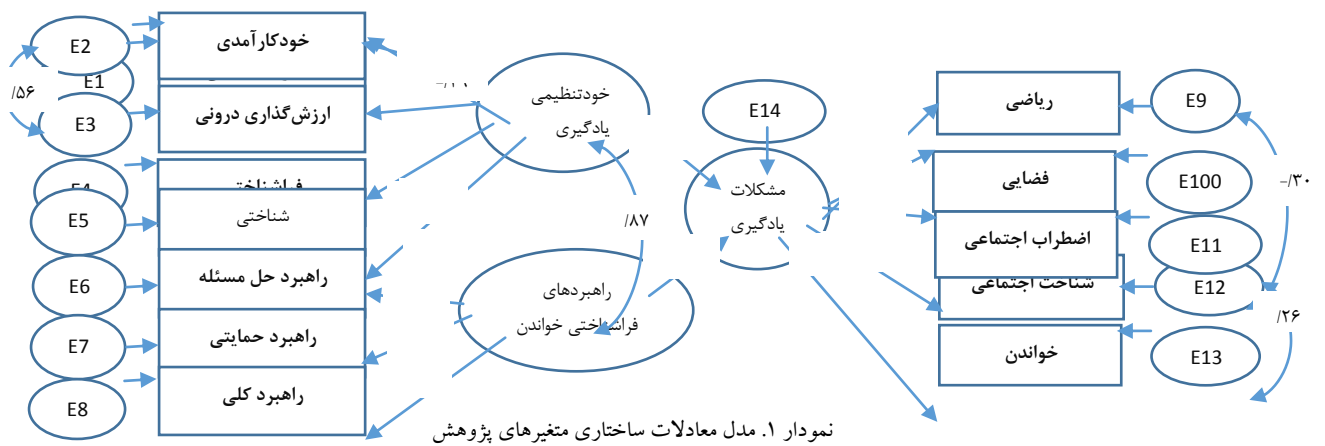 E2
خودکارآمدی
E1
/۵۶
E3
ارزش‌گذاری درونی
E4
فراشناختی
E5
شناختی
E6
راهبرد حل مسئله
E7
راهبرد حمایتی
E8
راهبرد کلی
خودتنظیمی
یادگیری
/۸۷
راهبردهای
فراشناختی خواندن
E14
مشکلات
یادگیری
ریاضی
E9
فضایی
E100
-/۳۰
اضطراب اجتماعی
E11
شناخت اجتماعی
E12
/۲۶
خواندن
E13
نمودار ۱. مدل معادلات ساختاری متغیرهای پژوهش